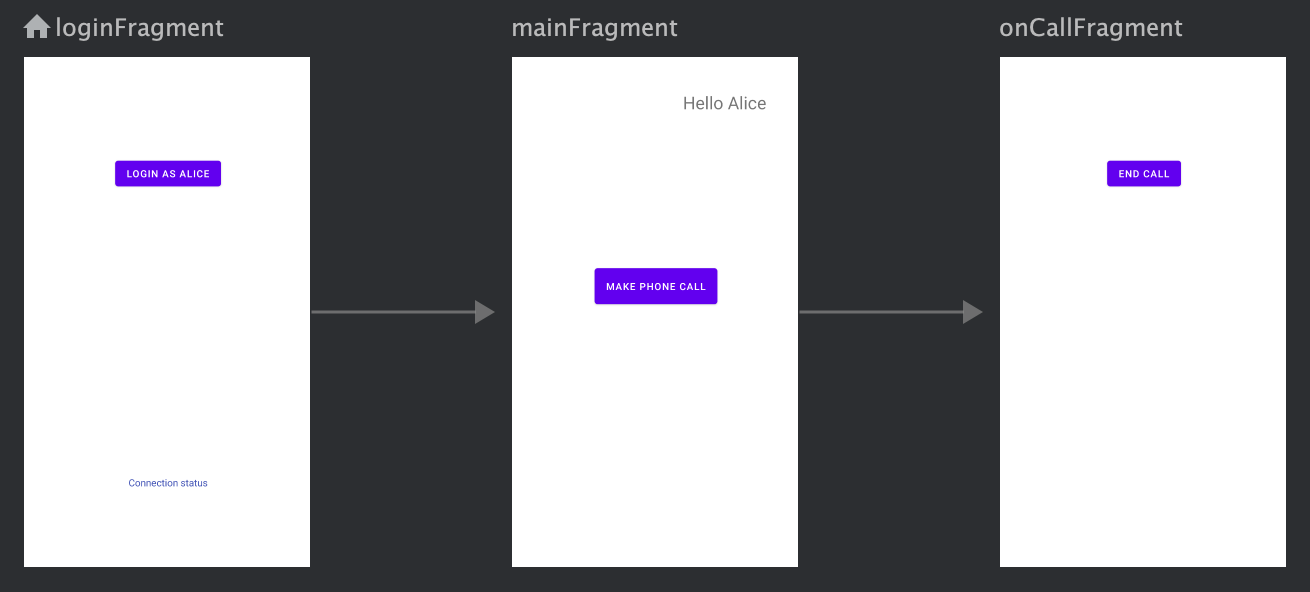 loginFragment
LOGIN AS ALICE
Connection status
mainFragment
Hello Alice
MAKE PHONE CALL
onCallFragment
END CALL